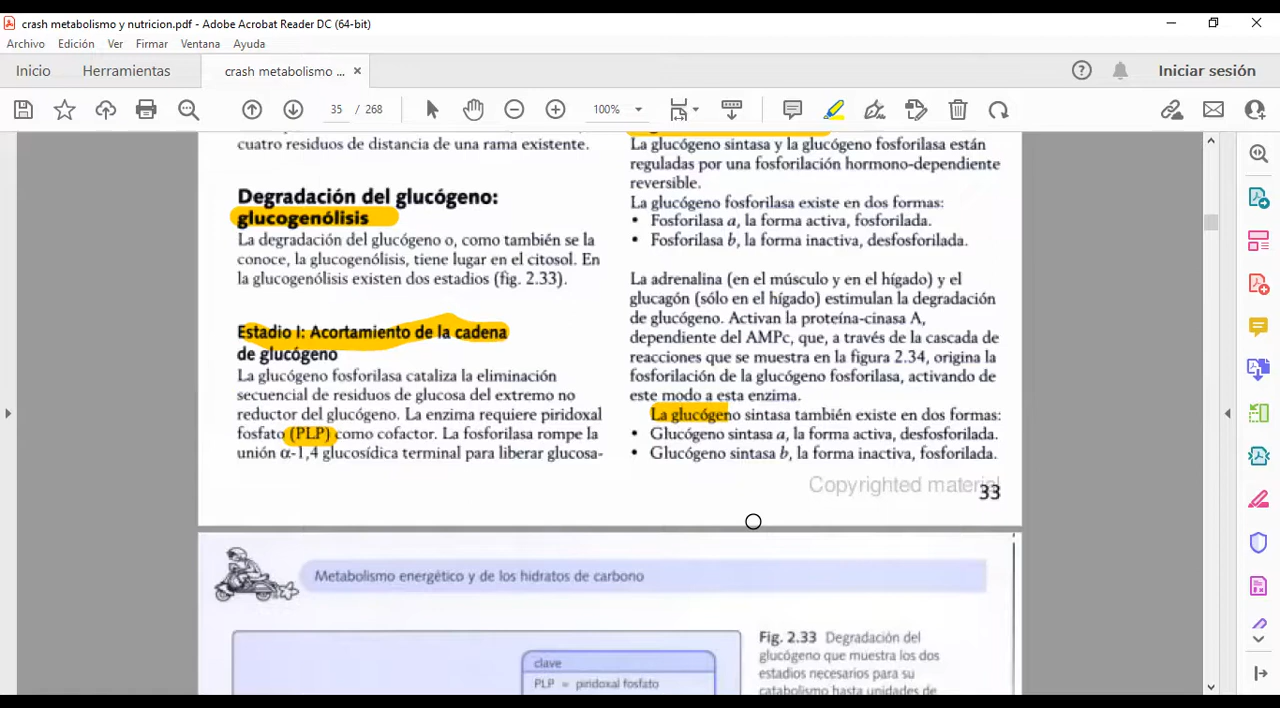 crash metabolismo y nutricion.pdf - Adobe Acrobat Reader DC (64-bit)
Archivo Edición Ver Firmar Ventana Ayuda
Inicio Herramientas crash metabolismo ... Iniciar sesión
35 / 268 100%
cuatro residuos de distancia de una rama existente.
Degradación del glucógeno:
glucogenólisis
La degradación del glucógeno o, como también se la
conoce, la glucogenólisis, tiene lugar en el citosol. En
la glucogenólisis existen dos estadios (fig. 2.33).
Estadio I: Acortamiento de la cadena
de glucógeno
La glucógeno fosforilasa cataliza la eliminación
secuencial de residuos de glucosa del extremo no
reductor del glucógeno. La enzima requiere piridoxal
fosfato (PLP) como cofactor. La fosforilasa rompe la
unión α-1,4 glucosídica terminal para liberar glucosa-
La glucógeno sintasa y la glucógeno fosforilasa están
reguladas por una fosforilación hormono-dependiente
reversible.
La glucógeno fosforilasa existe en dos formas:
• Fosforilasa a, la forma activa, fosforilada.
• Fosforilasa b, la forma inactiva, desfosforilada.
La adrenalina (en el músculo y en el hígado) y el
glucagón (sólo en el hígado) estimulan la degradación
de glucógeno. Activan la proteína-cinasa A,
dependiente del AMPc, que, a través de la cascada de
reacciones que se muestra en la figura 2.34, origina la
fosforilación de la glucógeno fosforilasa, activando de
este modo a esta enzima.
La glucógeno sintasa también existe en dos formas:
• Glucógeno sintasa a, la forma activa, desfosforilada.
• Glucógeno sintasa b, la forma inactiva, fosforilada.
Copyrighted material
33
Metabolismo energético y de los hidratos de carbono
clave
PLP = piridoxal fosfato
Fig. 2.33 Degradación del
glucógeno que muestra los dos
estadios necesarios para su
catabolismo hasta unidades de